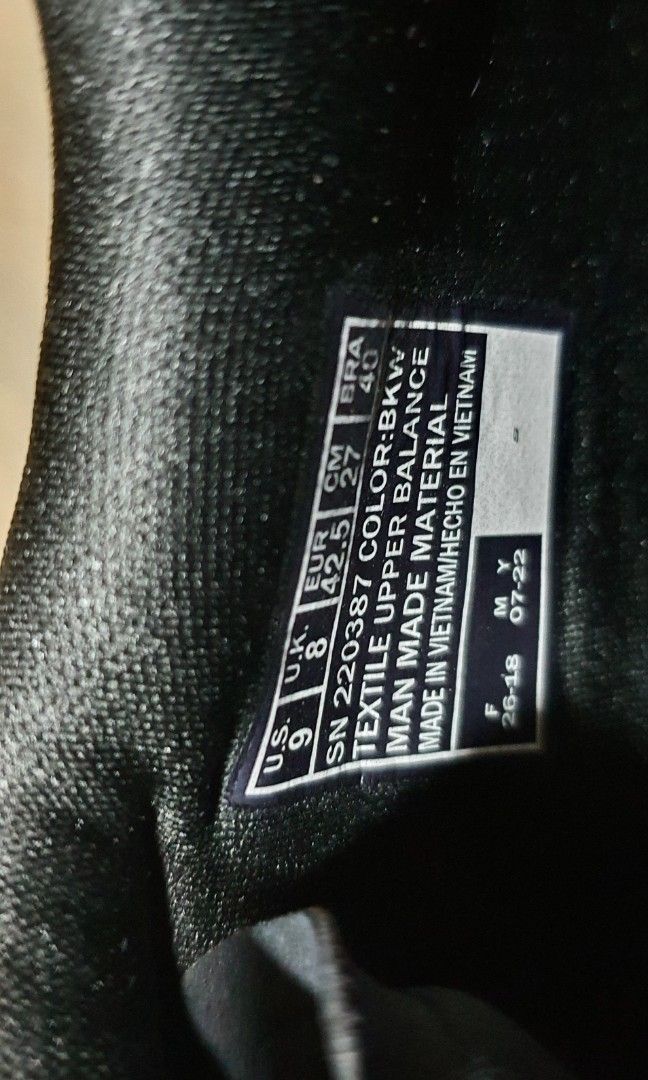 U.S. U.K. EUR CM BRA
9 8 42.5 27 40
SN 220387 COLOR:BKW
TEXTILE UPPER BALANCE
MAN MADE MATERIAL
MADE IN VIETNAM/HECHO EN VIETNAM
F M Y
26-18 07-22